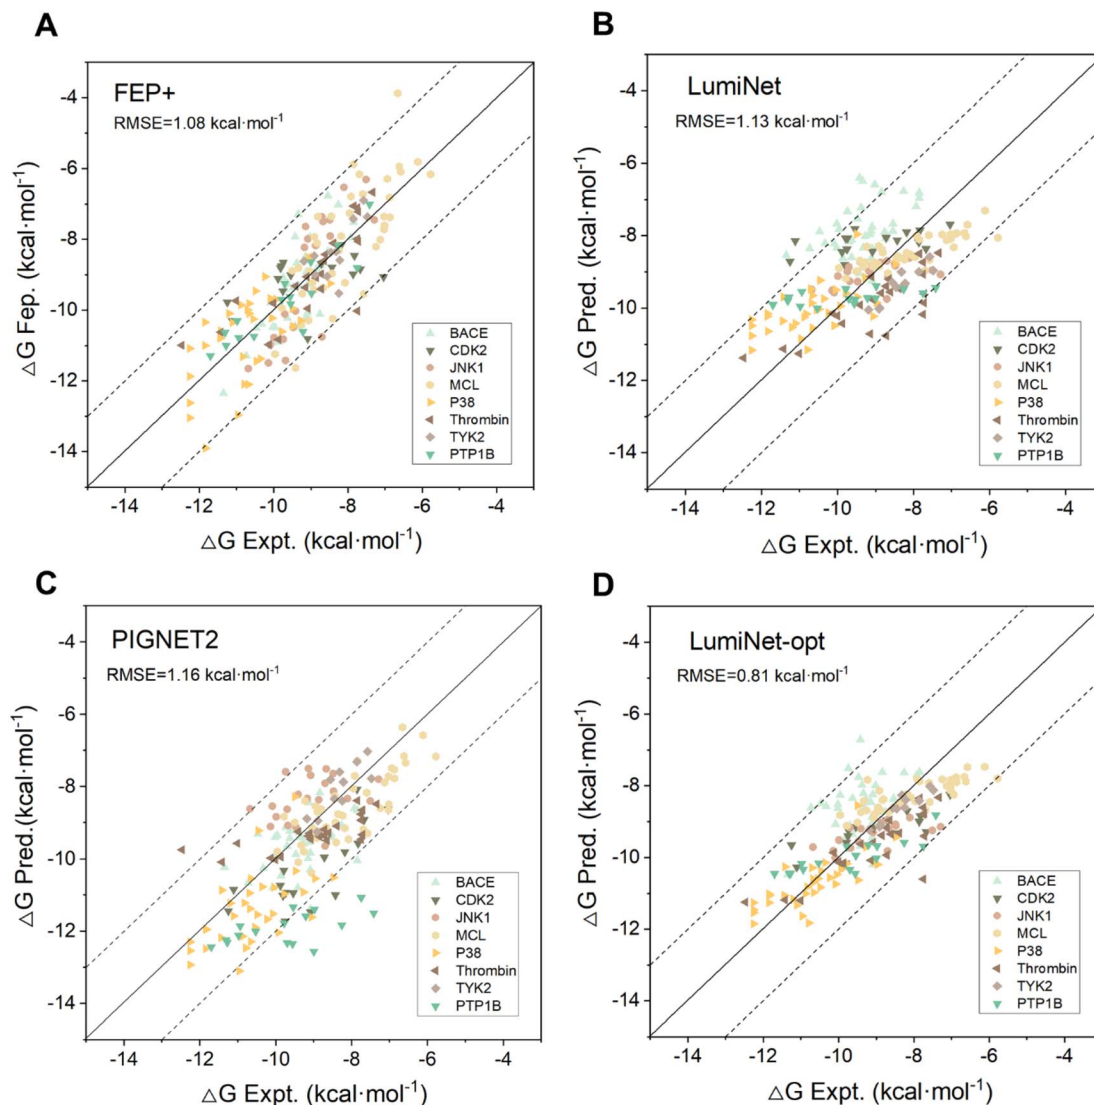 A
FEP+
RMSE=1.08 kcal·mol⁻¹
△G Fep. (kcal·mol⁻¹)
-4
-6
-8
-10
-12
-14
BACE
CDK2
JNK1
MCL
P38
Thrombin
TYK2
PTP1B
-14 -12 -10 -8 -6 -4
△G Expt. (kcal·mol⁻¹)
B
LumiNet
RMSE=1.13 kcal·mol⁻¹
△G Pred. (kcal·mol⁻¹)
-4
-6
-8
-10
-12
-14
BACE
CDK2
JNK1
MCL
P38
Thrombin
TYK2
PTP1B
-14 -12 -10 -8 -6 -4
△G Expt. (kcal·mol⁻¹)
C
PIGNET2
RMSE=1.16 kcal·mol⁻¹
△G Pred.(kcal·mol⁻¹)
-4
-6
-8
-10
-12
-14
BACE
CDK2
JNK1
MCL
P38
Thrombin
TYK2
PTP1B
-14 -12 -10 -8 -6 -4
△G Expt. (kcal·mol⁻¹)
D
LumiNet-opt
RMSE=0.81 kcal·mol⁻¹
△G Pred. (kcal·mol⁻¹)
-4
-6
-8
-10
-12
-14
BACE
CDK2
JNK1
MCL
P38
Thrombin
TYK2
PTP1B
-14 -12 -10 -8 -6 -4
△G Expt. (kcal·mol⁻¹)